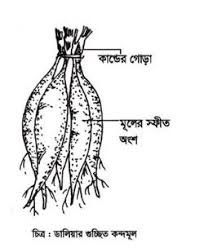 কান্ডের গোড়া
মূলের স্ফীত
অংশ
চিত্র : ডালিয়ার গুচ্ছিত কন্দমূল